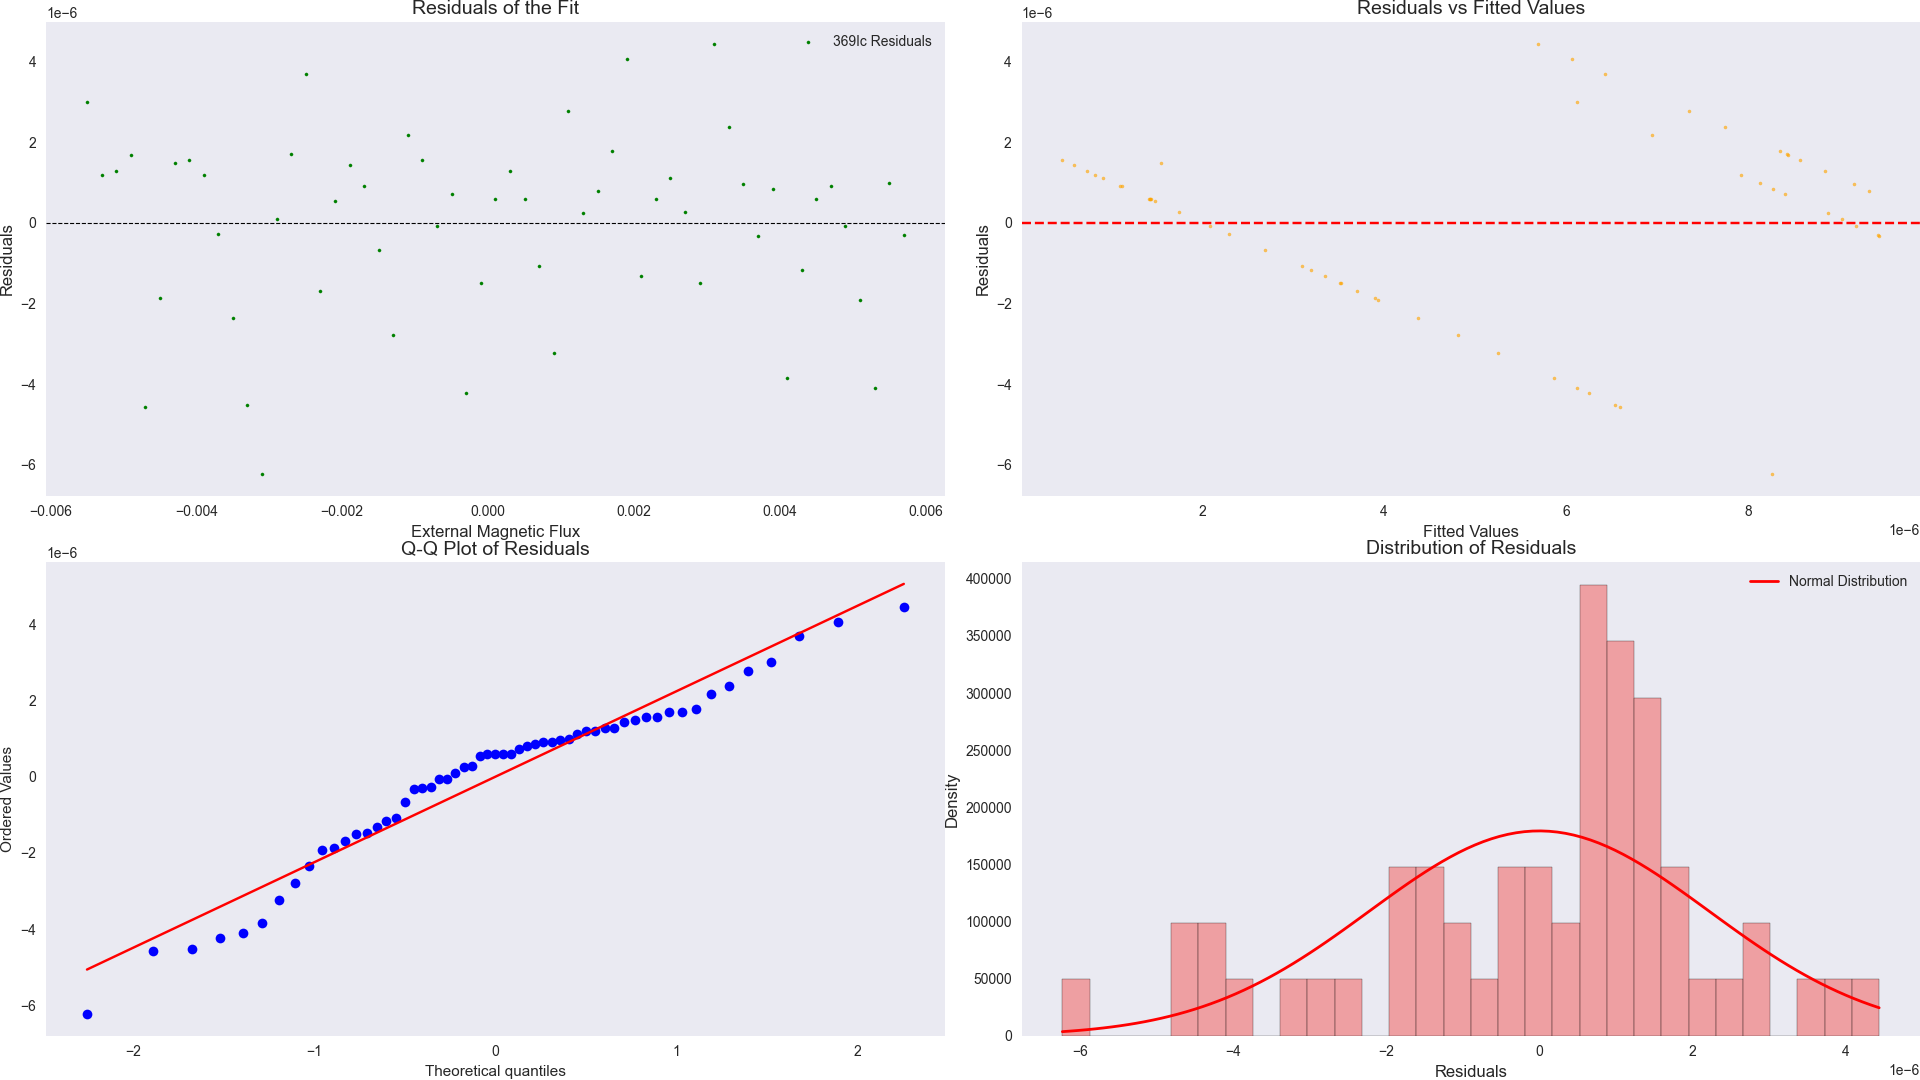 Residuals of the Fit
1e−6
369Ic Residuals
4
2
0
−2
−4
−6
Residuals
−0.006
−0.004
−0.002
0.000
0.002
0.004
0.006
External Magnetic Flux
Residuals vs Fitted Values
1e−6
4
2
0
−2
−4
−6
Residuals
2
4
6
8
1e−6
Fitted Values
Q-Q Plot of Residuals
1e−6
4
2
0
−2
−4
−6
Ordered Values
−2
−1
0
1
2
Theoretical quantiles
Distribution of Residuals
Normal Distribution
400000
350000
300000
250000
200000
150000
100000
50000
0
Density
−6
−4
−2
0
2
4
1e−6
Residuals